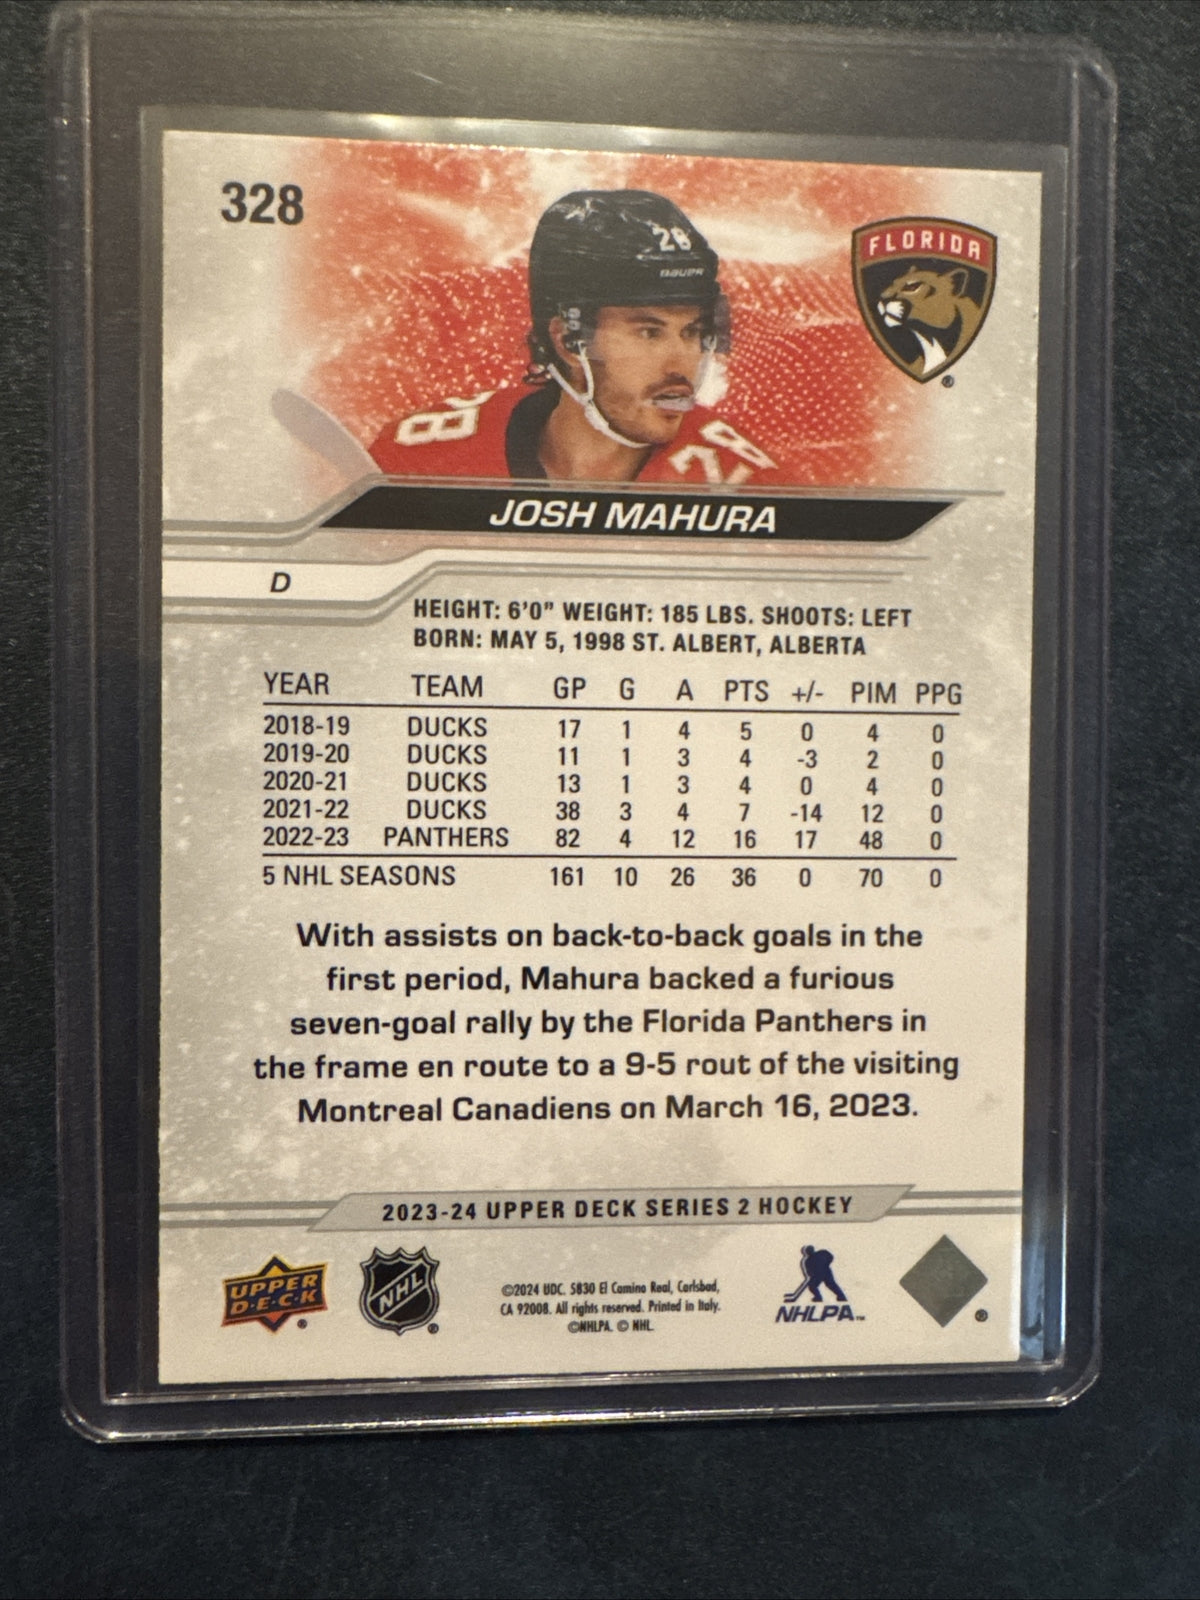 328
FLORIDA
®
28
BAUER
28
28
JOSH MAHURA
D
HEIGHT: 6'0" WEIGHT: 185 LBS. SHOOTS: LEFT
BORN: MAY 5, 1998 ST. ALBERT, ALBERTA
YEAR TEAM GP G A PTS +/- PIM PPG
2018-19 DUCKS 17 1 4 5 0 4 0
2019-20 DUCKS 11 1 3 4 -3 2 0
2020-21 DUCKS 13 1 3 4 0 4 0
2021-22 DUCKS 38 3 4 7 -14 12 0
2022-23 PANTHERS 82 4 12 16 17 48 0
5 NHL SEASONS 161 10 26 36 0 70 0
With assists on back-to-back goals in the
first period, Mahura backed a furious
seven-goal rally by the Florida Panthers in
the frame en route to a 9-5 rout of the visiting
Montreal Canadiens on March 16, 2023.
2023-24 UPPER DECK SERIES 2 HOCKEY
UPPER
D·E·C·K
®
NHL
®
©2024 UDC. 5830 El Camino Real, Carlsbad,
CA 92008. All rights reserved. Printed in Italy.
©NHLPA. © NHL.
NHLPA™
®